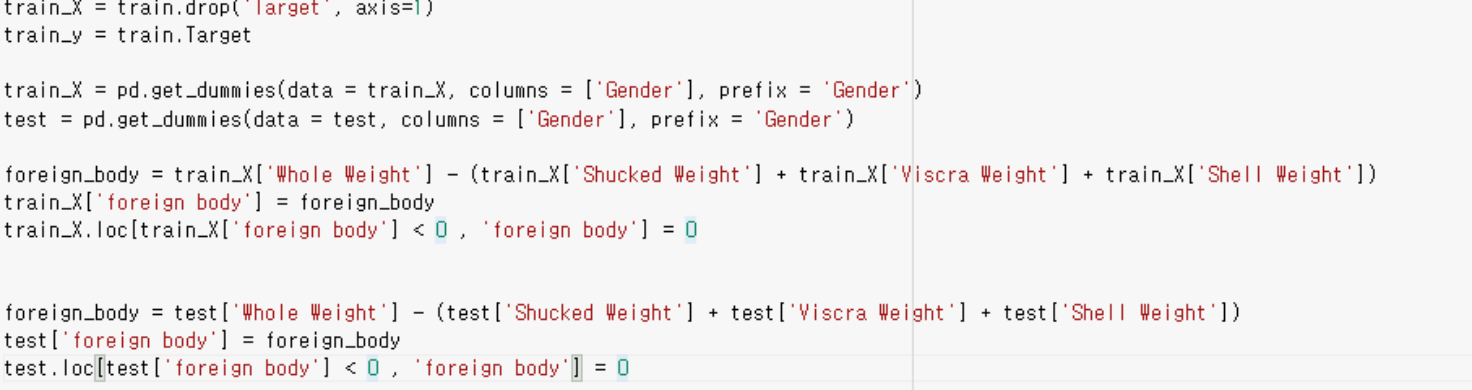 train_X = train.drop('Target', axis=1)
train_y = train.Target
train_X = pd.get_dummies(data = train_X, columns = ['Gender'], prefix = 'Gender')
test = pd.get_dummies(data = test, columns = ['Gender'], prefix = 'Gender')
foreign_body = train_X['Whole Weight'] - (train_X['Shucked Weight'] + train_X['Viscra Weight'] + train_X['Shell Weight'])
train_X['foreign body'] = foreign_body
train_X.loc[train_X['foreign body'] < 0 , 'foreign body'] = 0
foreign_body = test['Whole Weight'] - (test['Shucked Weight'] + test['Viscra Weight'] + test['Shell Weight'])
test['foreign body'] = foreign_body
test.loc[test['foreign body'] < 0 , 'foreign body'] = 0